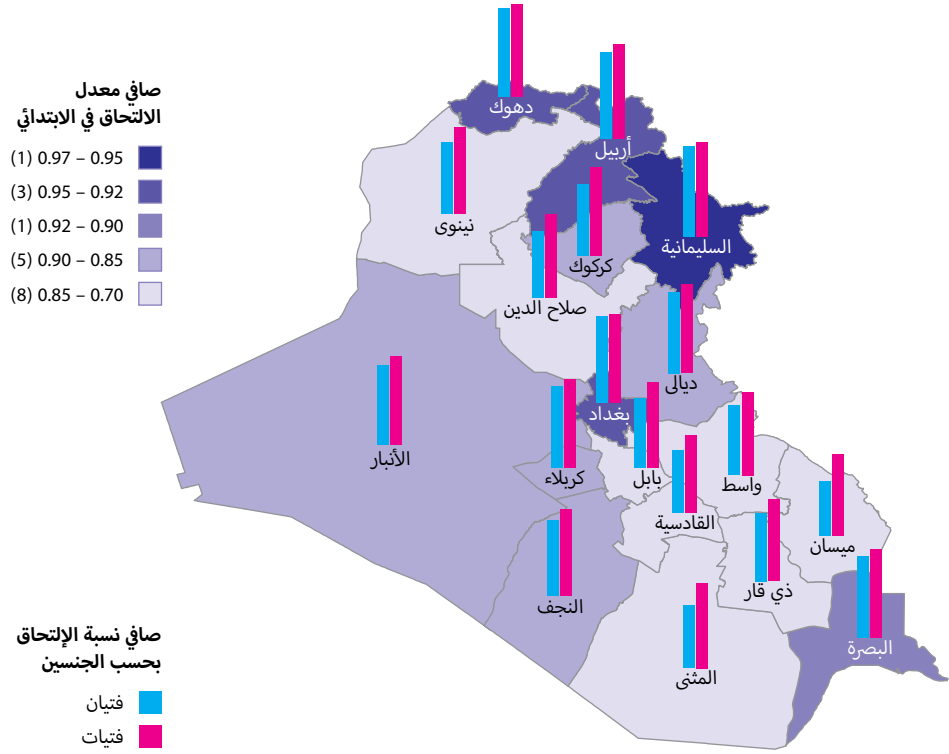 صافي معدل
الالتحاق في الابتدائي
0.95 – 0.97 (1)
0.92 – 0.95 (3)
0.90 – 0.92 (1)
0.85 – 0.90 (5)
0.70 – 0.85 (8)
دهوك
أربيل
نينوى
السليمانية
كركوك
صلاح الدين
ديالى
بغداد
الأنبار
كربلاء
بابل
واسط
القادسية
ميسان
ذي قار
النجف
البصرة
المثنى
صافي نسبة الإلتحاق
بحسب الجنسين
فتيان
فتيات